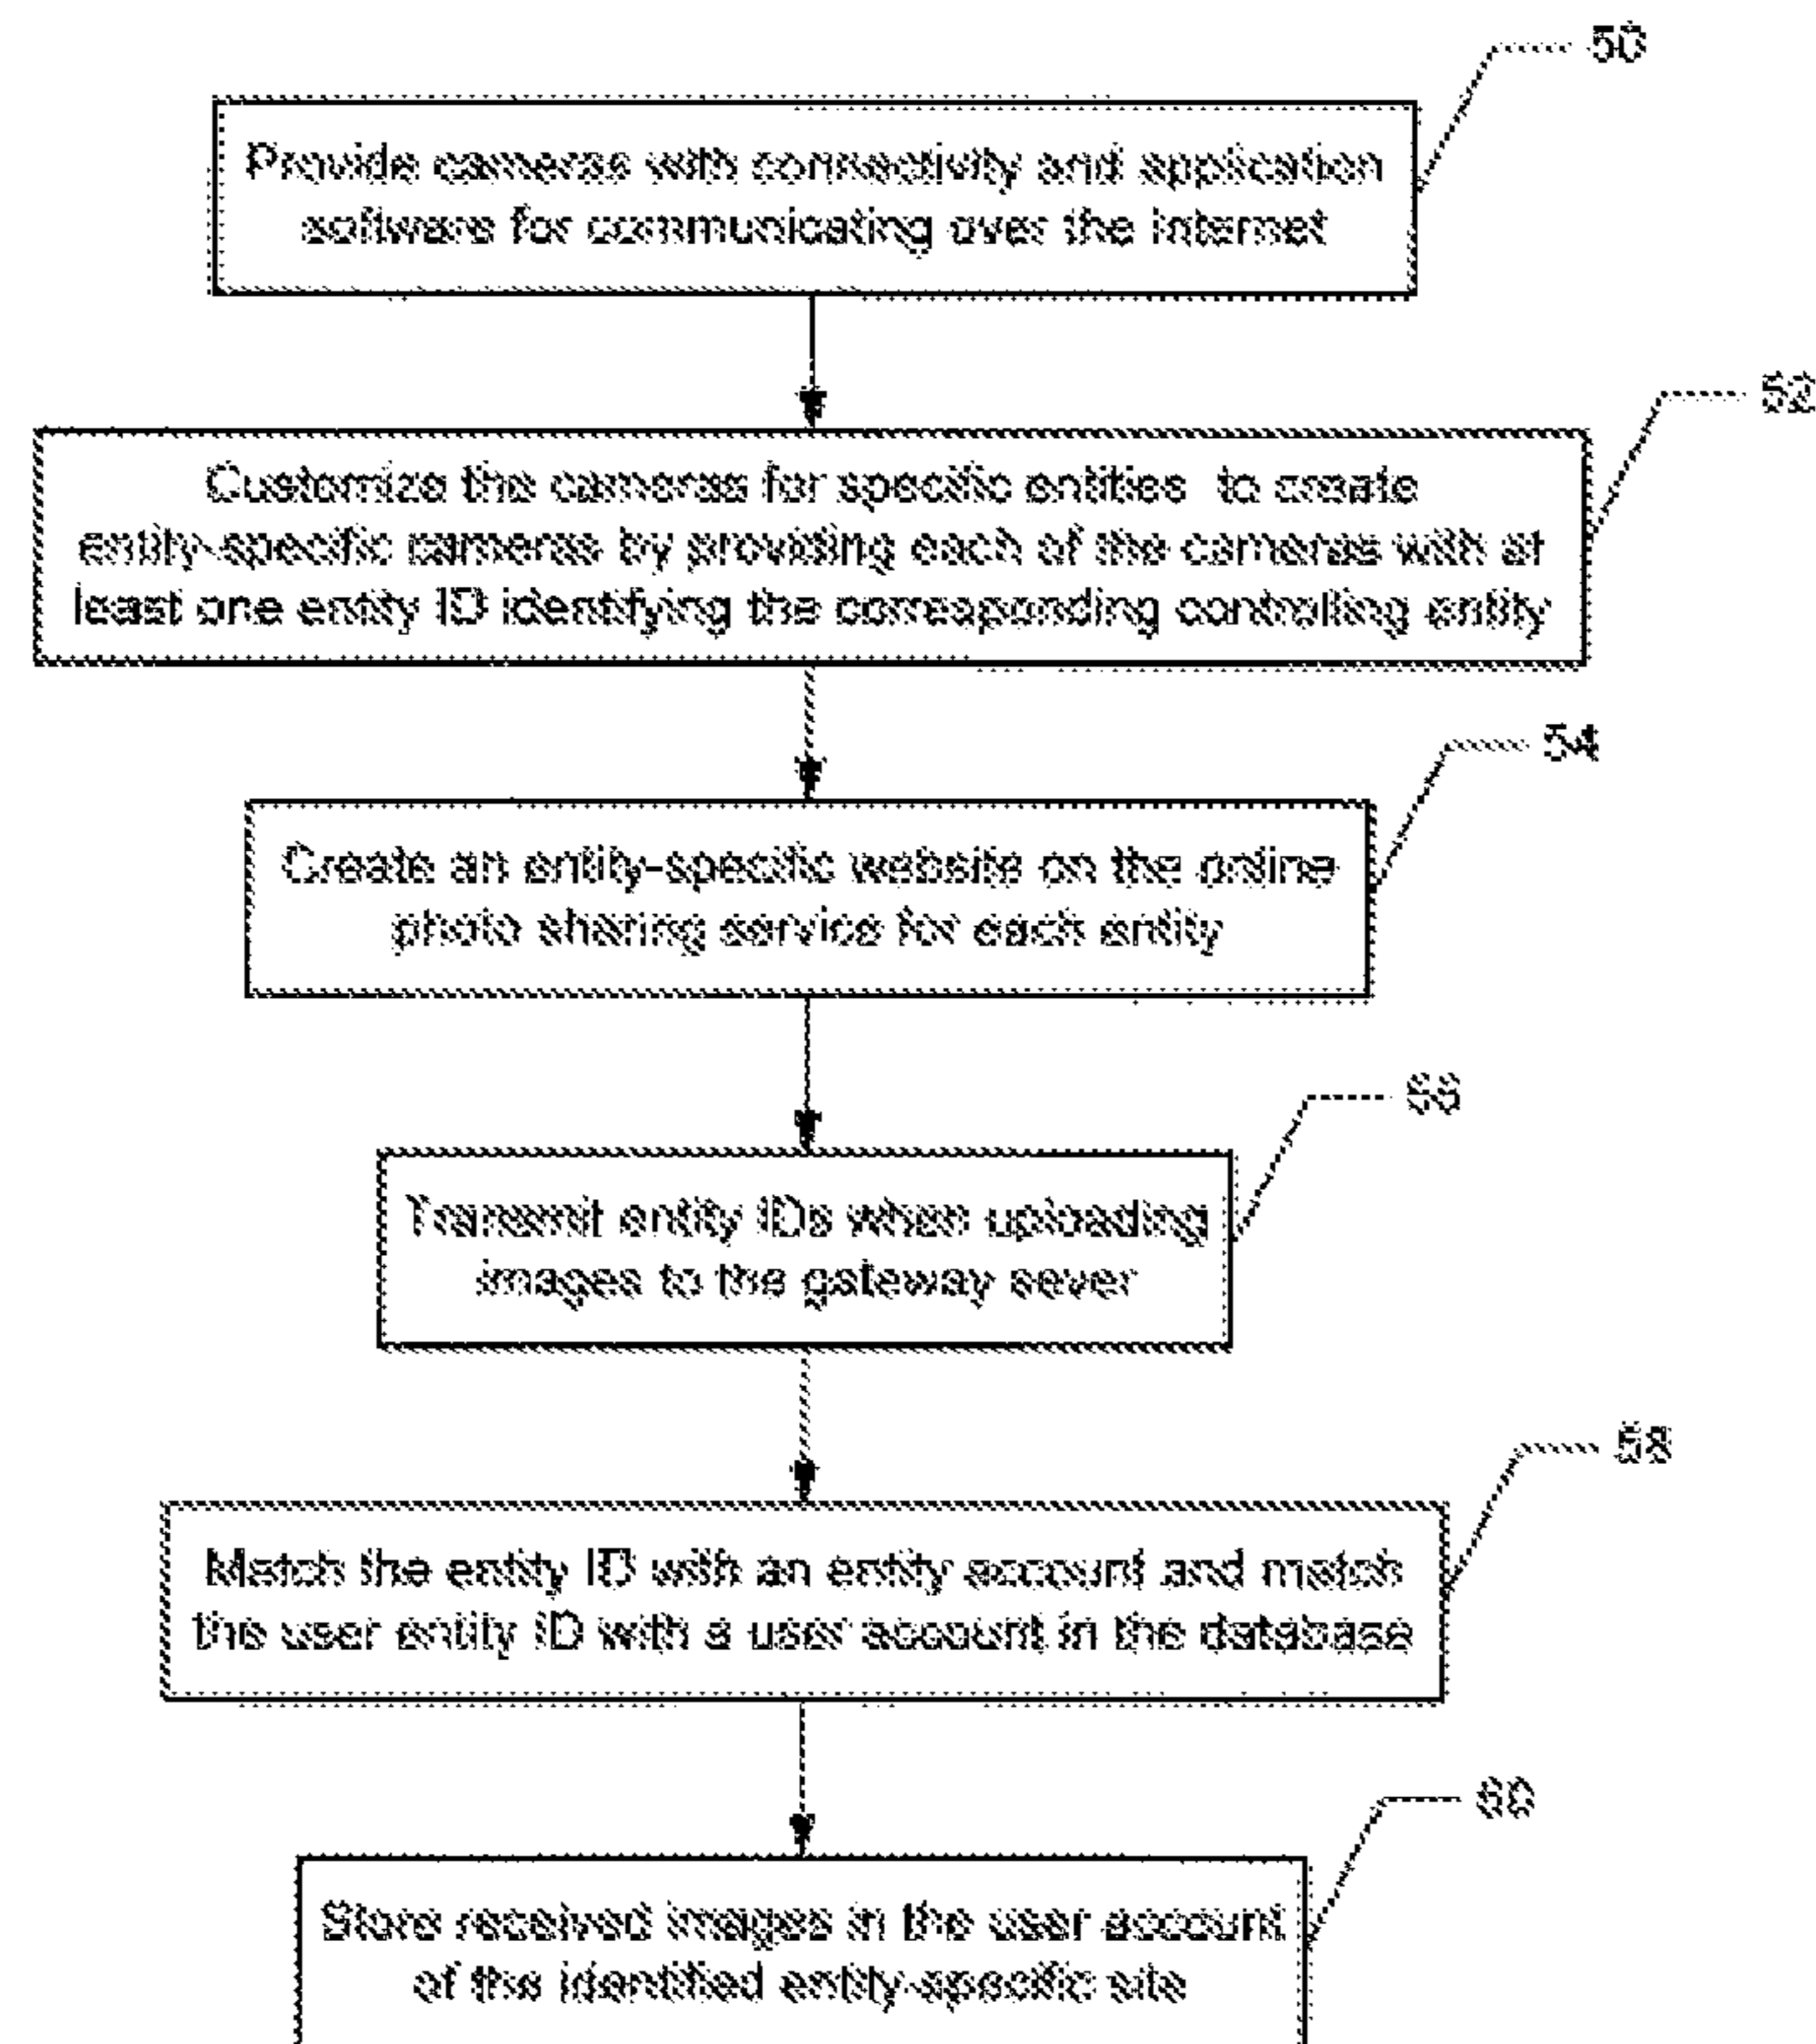 50
Provide cameras with connectivity and application
software for communicating over the Internet
52
Customize the cameras for specific entities to create
entity-specific cameras by providing each of the cameras with at
least one entity ID identifying the corresponding controlling entity
54
Create an entity-specific website on the online
photo sharing service for each entity
56
Transmit entity IDs when uploading
images to the gateway sever
58
Match the entity ID with an entity account and match
the user entity ID with a user account in the database
60
Store received images in the user account
of the identified entity-specific site